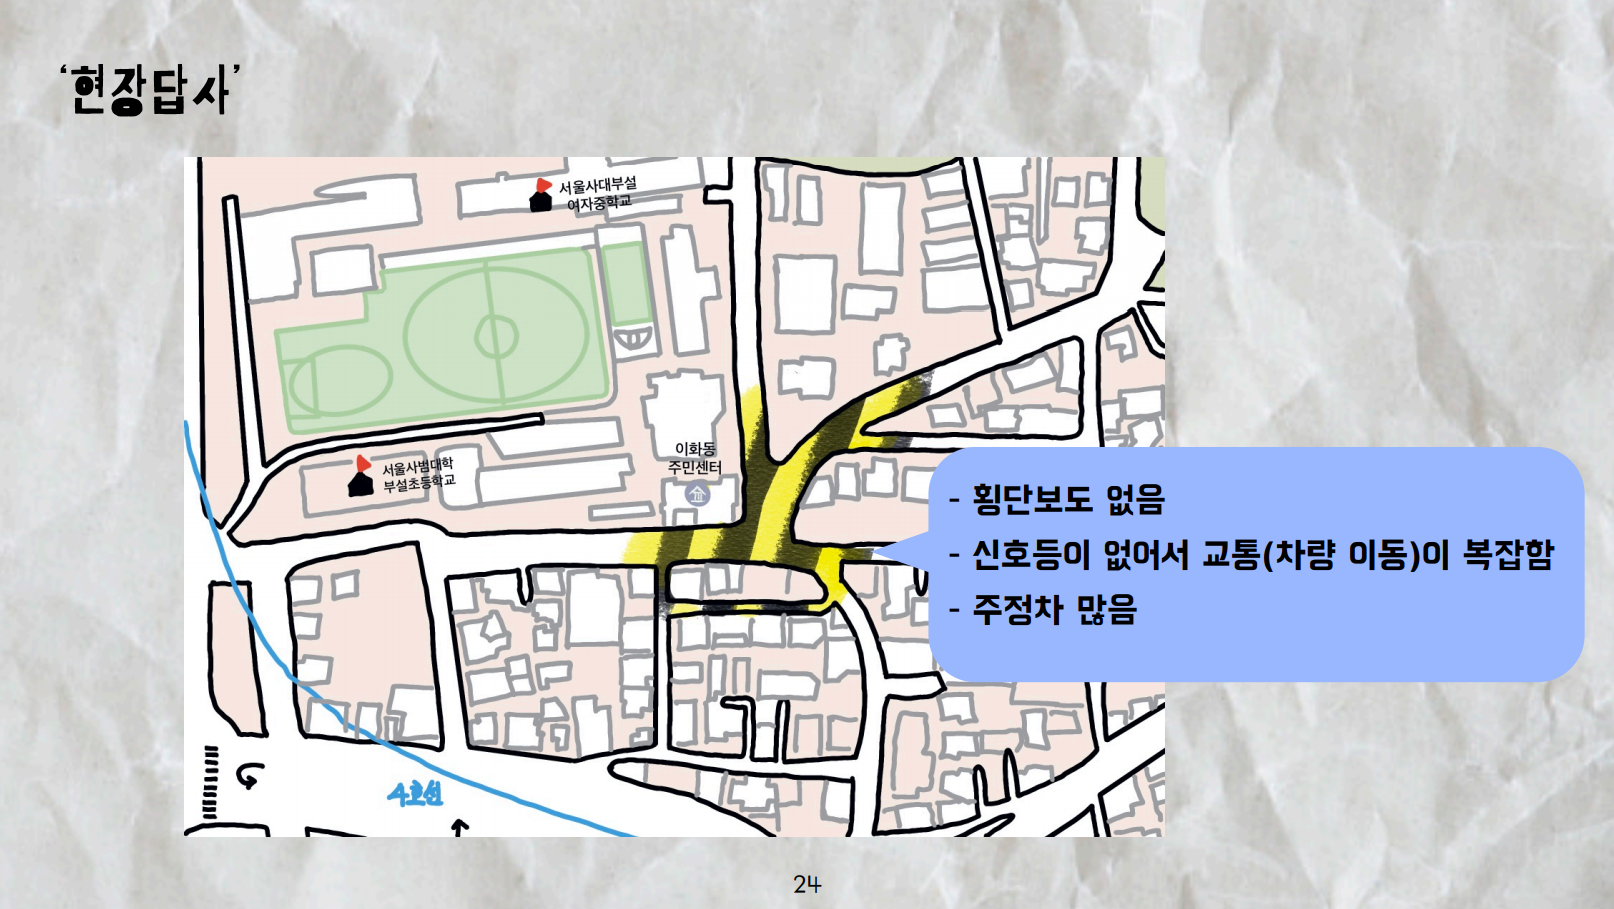 ‘현장답사’
서울사대부설
여자중학교
이화동
주민센터
서울사범대학
부설초등학교
- 횡단보도 없음
- 신호등이 없어서 교통(차량 이동)이 복잡함
- 주정차 많음
4호선
24